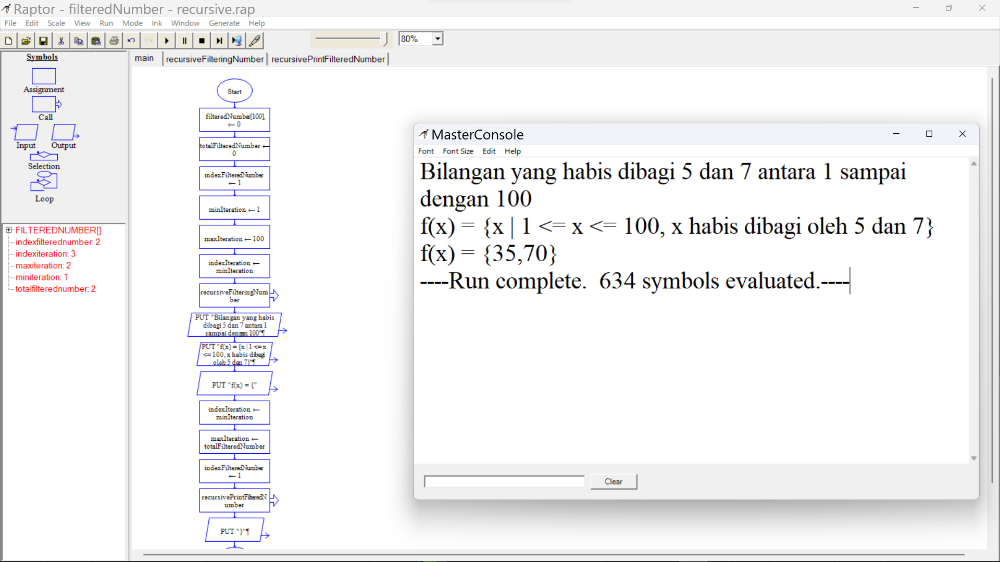 Raptor - filteredNumber - recursive.rap
File Edit Scale View Run Mode Ink Window Generate Help
80%
Symbols
Assignment
Call
Input Output
Selection
Loop
FILTEREDNUMBER[]
indexfilterednumber: 2
indexiteration: 3
maxiteration: 2
miniteration: 1
totalfilterednumber: 2
main recursiveFilteringNumber recursivePrintFilteredNumber
Start
filteredNumber[100],
← 0
totalFilteredNumber ←
0
indexFilteredNumber
← 1
minIteration ← 1
maxIteration ← 100
indexIteration ←
minIteration
recursiveFilteringNum
ber
PUT "Bilangan yang habis
dibagi 5 dan 7 antara 1
sampai dengan 100"¶
PUT "f(x) = {x | 1 <= x
<= 100, x habis dibagi
oleh 5 dan 7}"¶
PUT "f(x) = {"
indexIteration ←
minIteration
maxIteration ←
totalFilteredNumber
indexFilteredNumber
← 1
recursivePrintFilteredN
umber
PUT "}"¶
MasterConsole
Font Font Size Edit Help
Bilangan yang habis dibagi 5 dan 7 antara 1 sampai
dengan 100
f(x) = {x | 1 <= x <= 100, x habis dibagi oleh 5 dan 7}
f(x) = {35,70}
----Run complete.  634 symbols evaluated.----
Clear